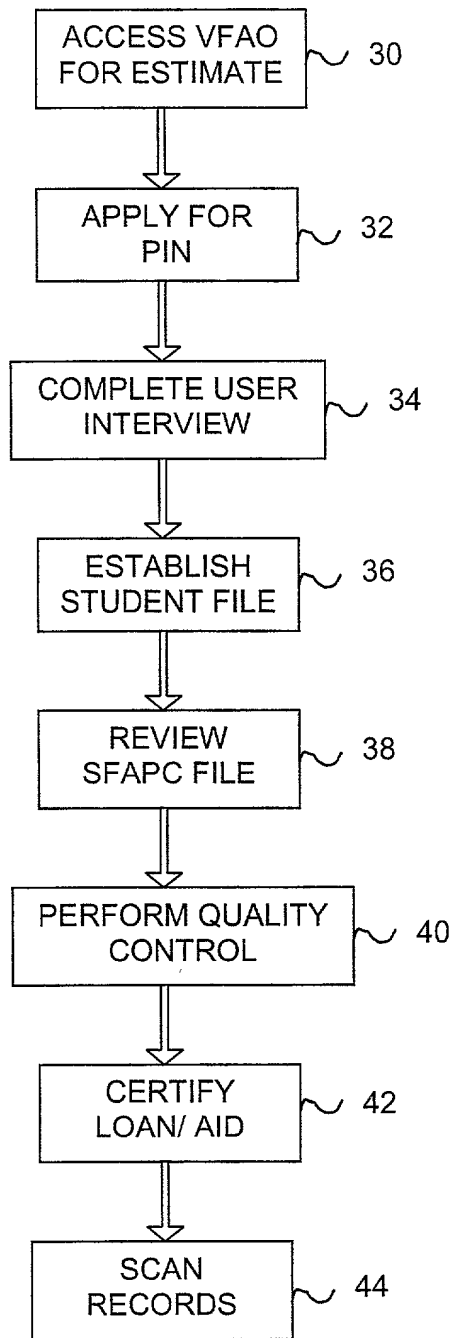 ACCESS VFAO
FOR ESTIMATE
30
APPLY FOR
PIN
32
COMPLETE USER
INTERVIEW
34
ESTABLISH
STUDENT FILE
36
REVIEW
SFAPC FILE
38
PERFORM QUALITY
CONTROL
40
CERTIFY
LOAN/ AID
42
SCAN
RECORDS
44